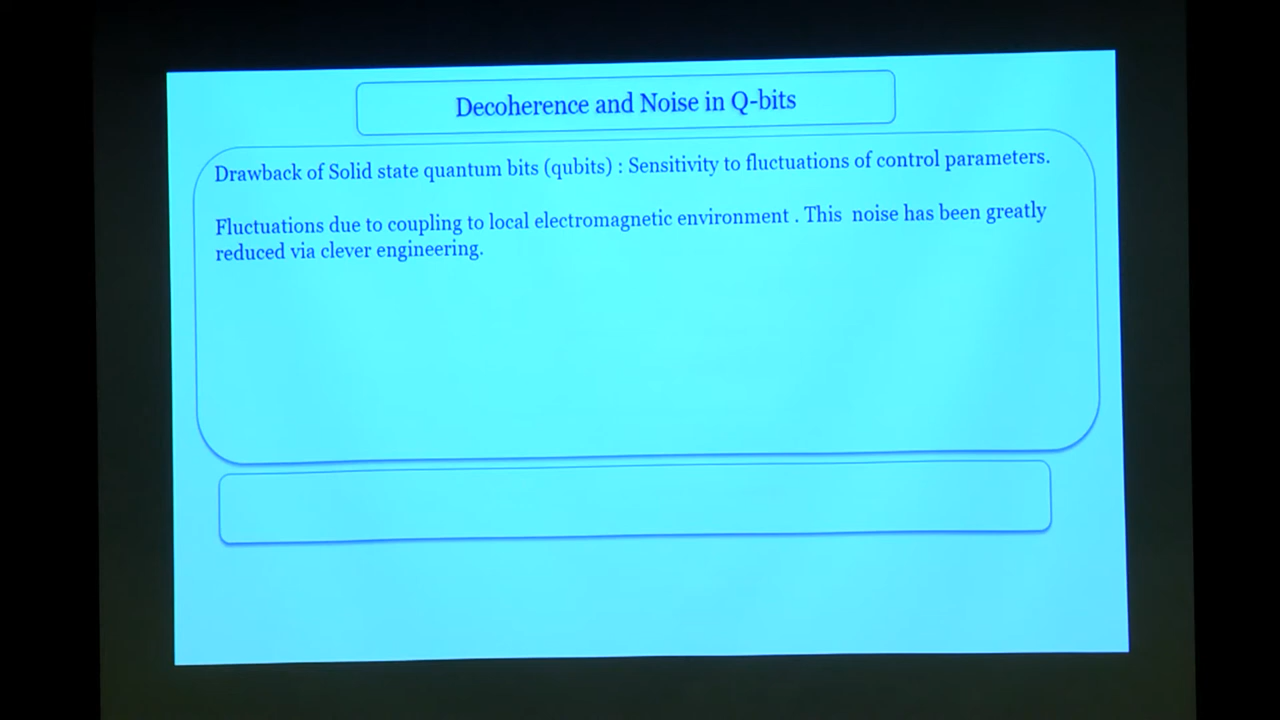 Decoherence and Noise in Q-bits
Drawback of Solid state quantum bits (qubits) : Sensitivity to fluctuations of control parameters.
Fluctuations due to coupling to local electromagnetic environment . This  noise has been greatly
reduced via clever engineering.